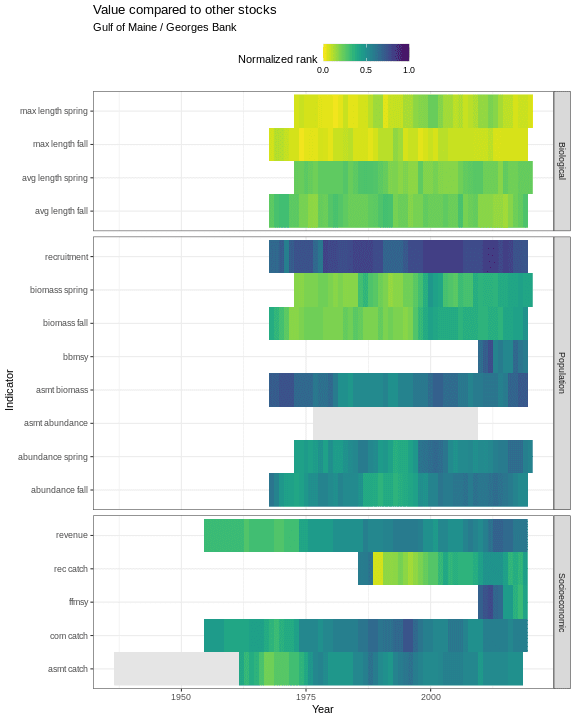 Value compared to other stocks
Gulf of Maine / Georges Bank
Normalized rank
0.0 0.5 1.0
max length spring
max length fall
avg length spring
avg length fall
Biological
recruitment
biomass spring
biomass fall
bbmsy
asmt biomass
asmt abundance
abundance spring
abundance fall
Population
revenue
rec catch
ffmsy
com catch
asmt catch
Socioeconomic
Indicator
1950 1975 2000
Year